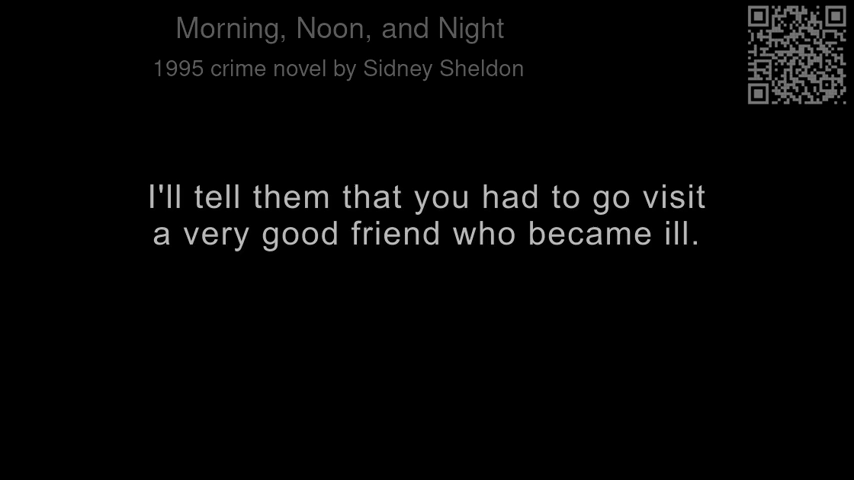 Morning, Noon, and Night
1995 crime novel by Sidney Sheldon
I'll tell them that you had to go visit
a very good friend who became ill.